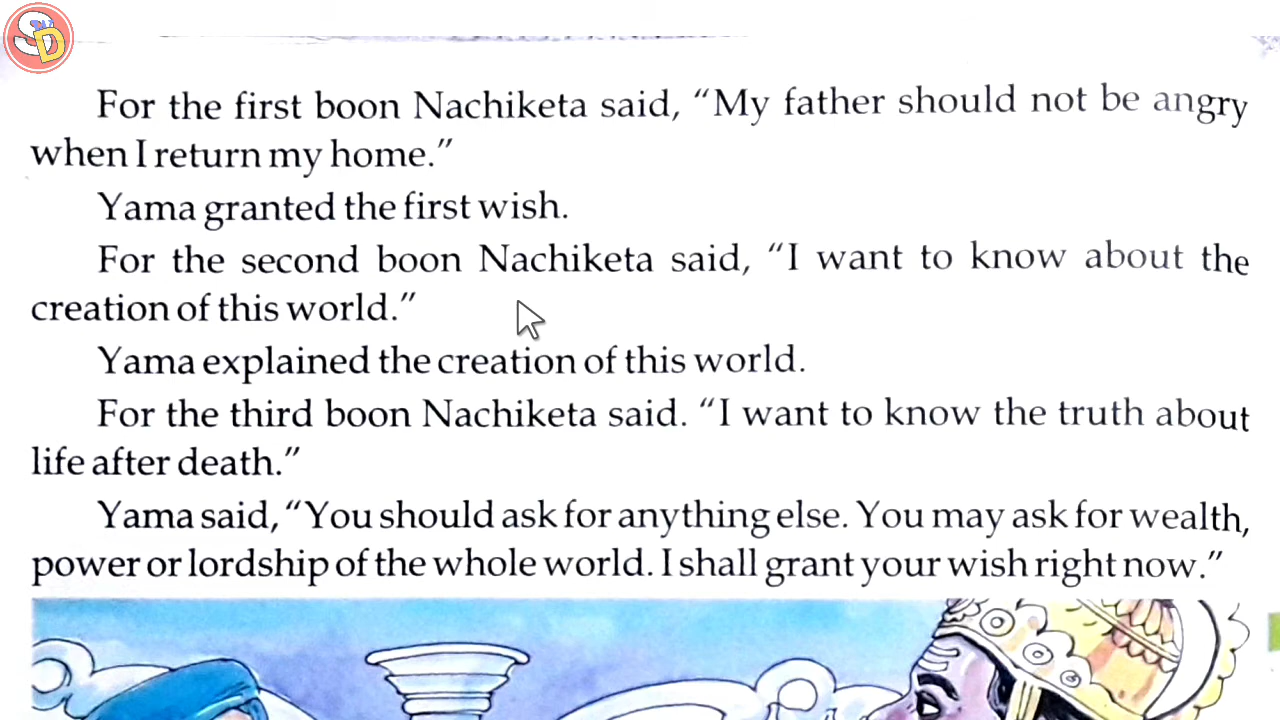 SD
For the first boon Nachiketa said, “My father should not be angry
when I return my home.”
Yama granted the first wish.
For the second boon Nachiketa said, “I want to know about the
creation of this world.”
Yama explained the creation of this world.
For the third boon Nachiketa said. “I want to know the truth about
life after death.”
Yama said, “You should ask for anything else. You may ask for wealth,
power or lordship of the whole world. I shall grant your wish right now.”